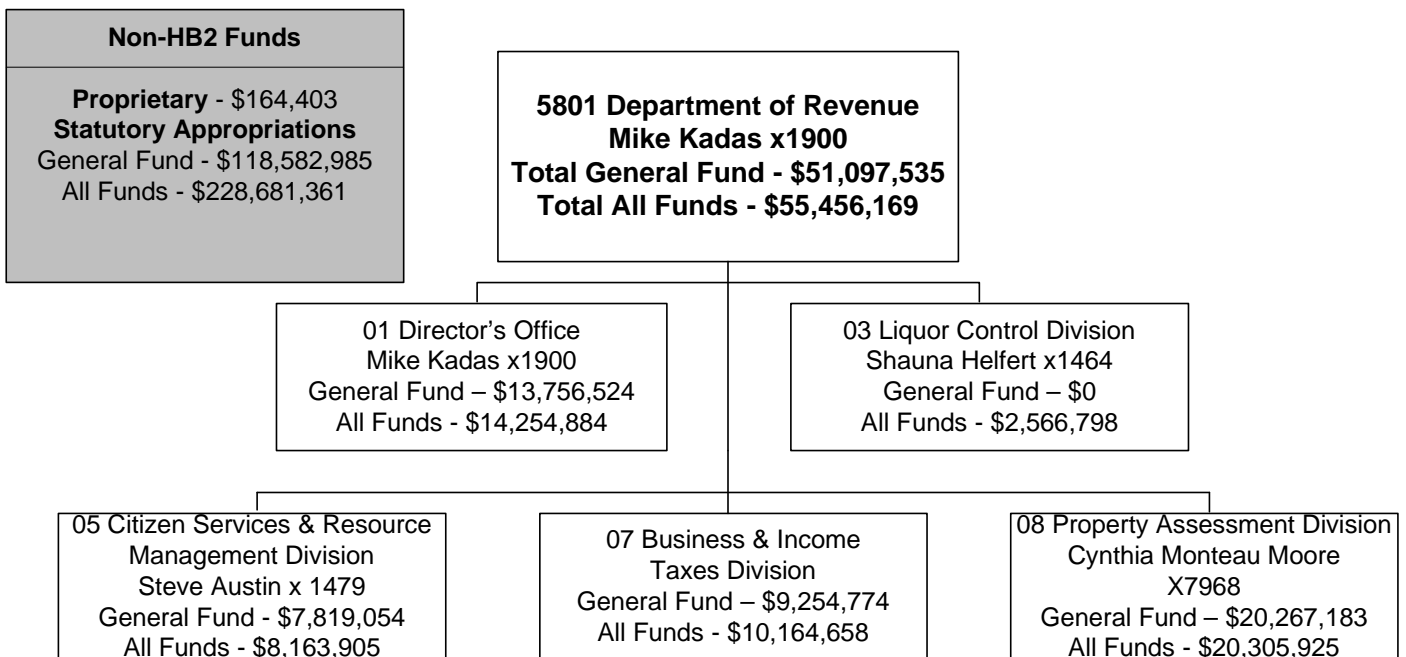 Non-HB2 Funds
Proprietary - $164,403
Statutory Appropriations
General Fund - $118,582,985
All Funds - $228,681,361
5801 Department of Revenue
Mike Kadas x1900
Total General Fund - $51,097,535
Total All Funds - $55,456,169
01 Director’s Office
Mike Kadas x1900
General Fund – $13,756,524
All Funds - $14,254,884
03 Liquor Control Division
Shauna Helfert x1464
General Fund – $0
All Funds - $2,566,798
05 Citizen Services & Resource
Management Division
Steve Austin x 1479
General Fund - $7,819,054
All Funds - $8,163,905
07 Business & Income
Taxes Division
General Fund – $9,254,774
All Funds - $10,164,658
08 Property Assessment Division
Cynthia Monteau Moore
X7968
General Fund – $20,267,183
All Funds - $20,305,925